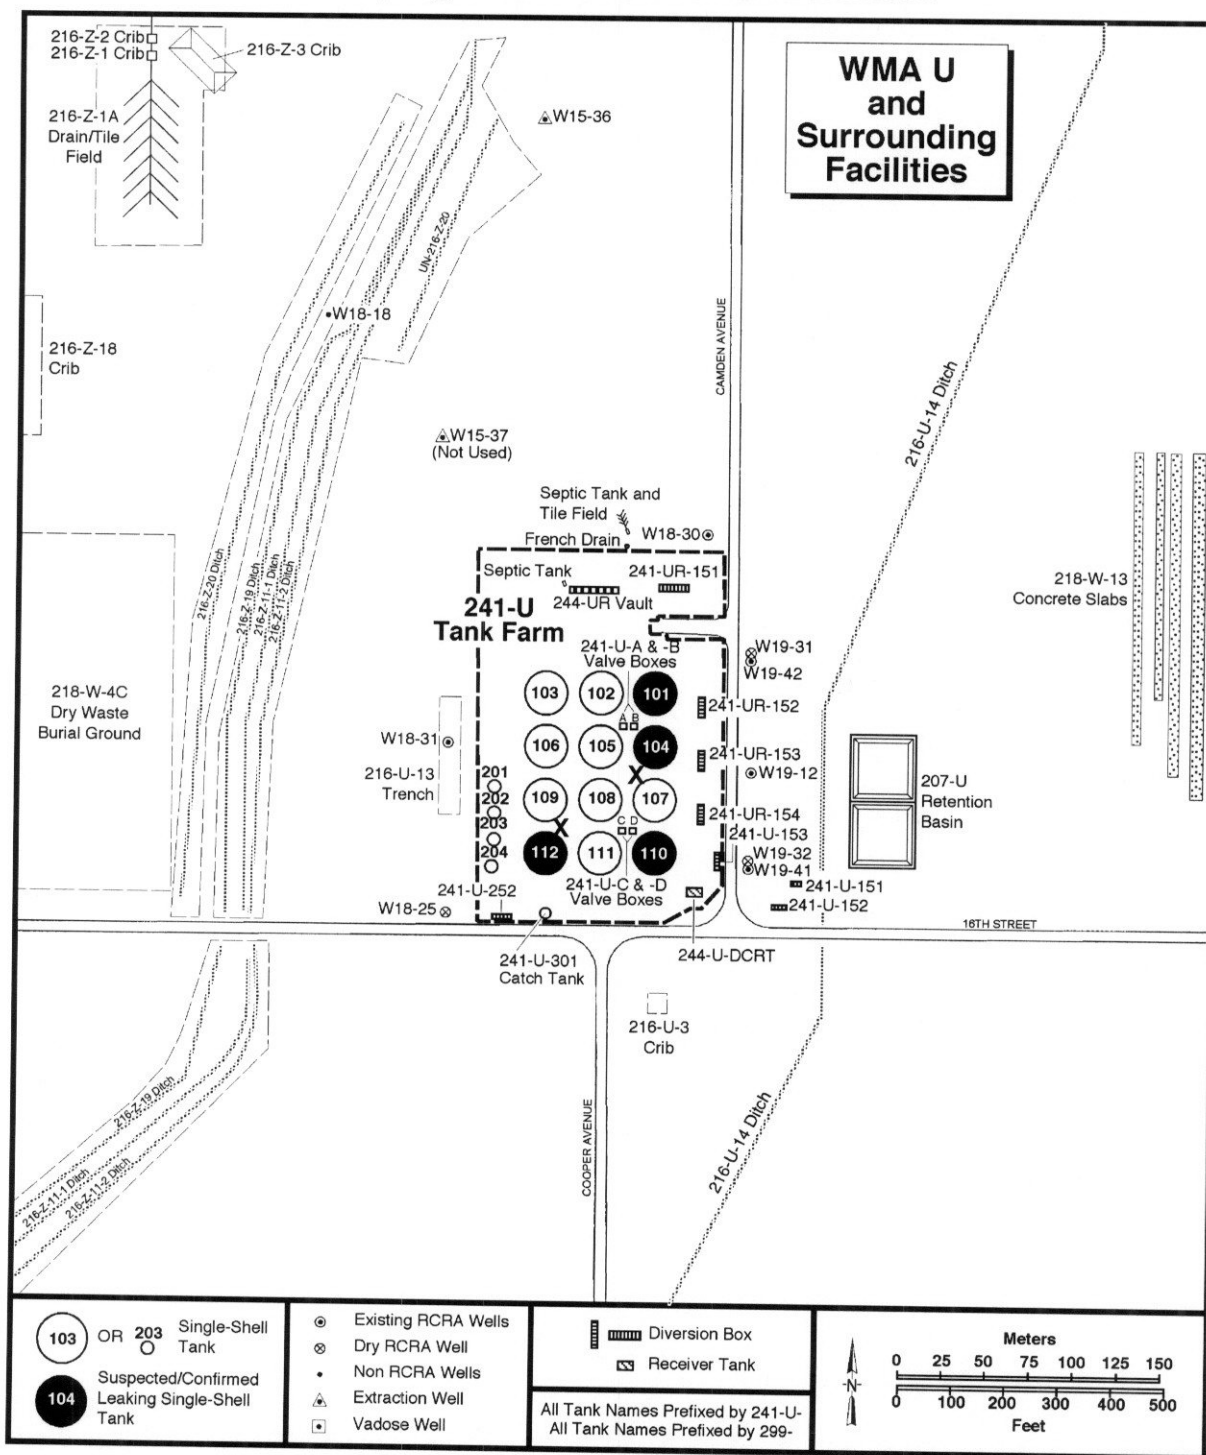 WMA U
and
Surrounding
Facilities
216-Z-2 Crib
216-Z-1 Crib
216-Z-3 Crib
216-Z-1A
Drain/Tile
Field
W15-36
UN-216-Z-20
W18-18
216-Z-18
Crib
CAMDEN AVENUE
216-U-14 Ditch
W15-37
(Not Used)
Septic Tank and
Tile Field
French Drain
W18-30
Septic Tank
241-UR-151
244-UR Vault
241-U
Tank Farm
216-Z-20 Ditch
216-Z-19 Ditch
216-Z-11-1 Ditch
216-Z-11-2 Ditch
218-W-13
Concrete Slabs
241-U-A & -B
Valve Boxes
W19-31
W19-42
218-W-4C
Dry Waste
Burial Ground
103
102
101
A B
241-UR-152
W18-31
106
105
104
241-UR-153
X
W19-12
216-U-13
Trench
201
202
203
204
109
108
107
241-UR-154
207-U
Retention
Basin
X
C D
241-U-153
112
111
110
W19-32
W19-41
241-U-C & -D
Valve Boxes
241-U-252
241-U-151
241-U-152
W18-25
16TH STREET
241-U-301
Catch Tank
244-U-DCRT
216-U-3
Crib
COOPER AVENUE
216-U-14 Ditch
216-Z-19 Ditch
216-Z-11-1 Ditch
216-Z-11-2 Ditch
103 OR 203 Single-Shell
Tank
104 Suspected/Confirmed
Leaking Single-Shell
Tank
Existing RCRA Wells
Dry RCRA Well
Non RCRA Wells
Extraction Well
Vadose Well
Diversion Box
Receiver Tank
All Tank Names Prefixed by 241-U-
All Tank Names Prefixed by 299-
-N-
Meters
0 25 50 75 100 125 150
0 100 200 300 400 500
Feet